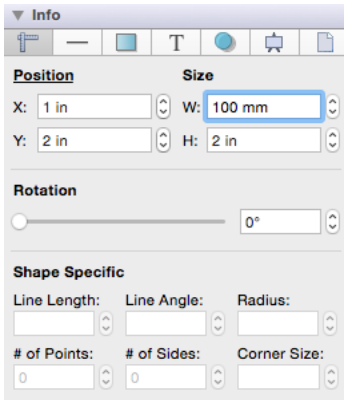 Info
T
Position Size
X: 1 in W: 100 mm
Y: 2 in H: 2 in
Rotation
0°
Shape Specific
Line Length: Line Angle: Radius:
# of Points: # of Sides: Corner Size:
0 0